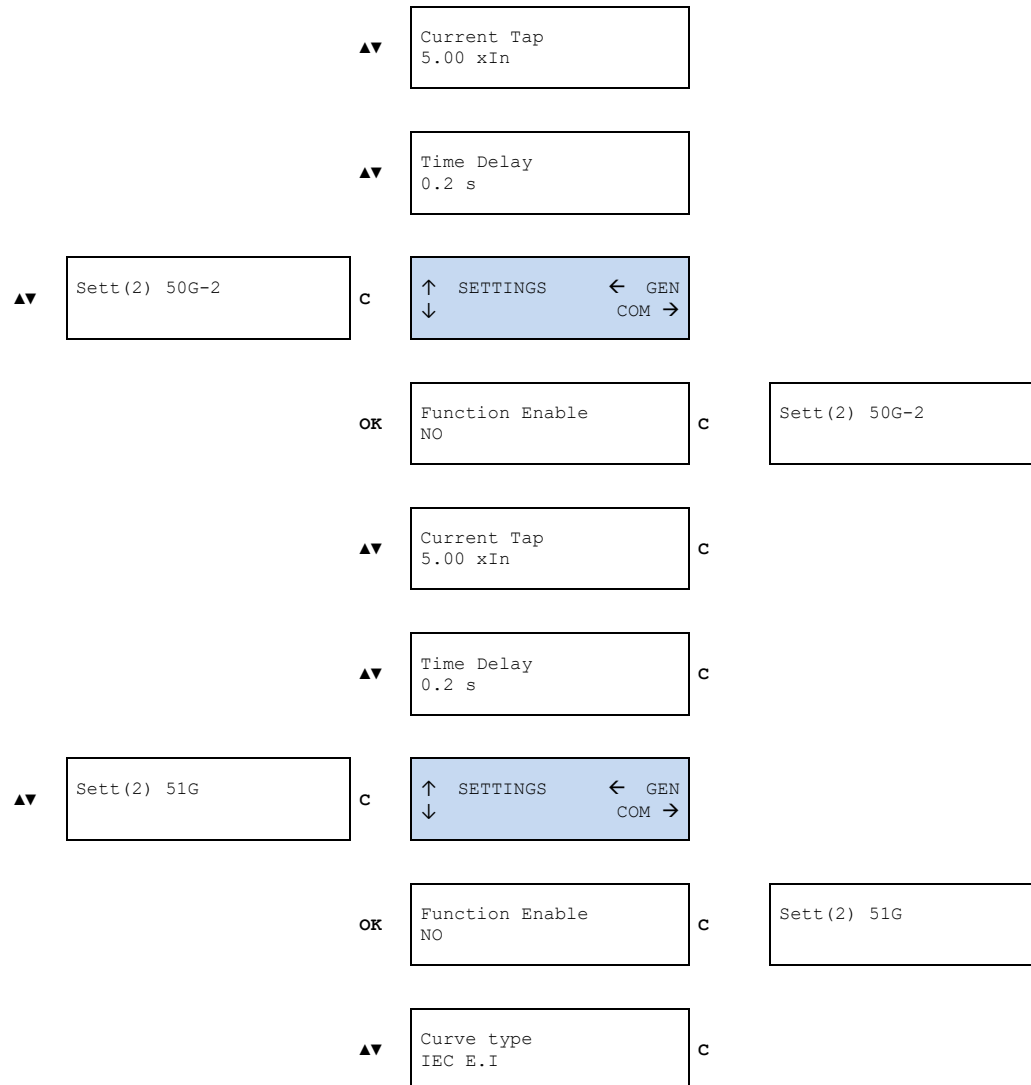 ▲▼ Current Tap
5.00 xIn
▲▼ Time Delay
0.2 s
▲▼ Sett(2) 50G-2 C ↑ SETTINGS ← GEN
↓ COM →
OK Function Enable C Sett(2) 50G-2
NO
▲▼ Current Tap C
5.00 xIn
▲▼ Time Delay C
0.2 s
▲▼ Sett(2) 51G C ↑ SETTINGS ← GEN
↓ COM →
OK Function Enable C Sett(2) 51G
NO
▲▼ Curve type C
IEC E.I